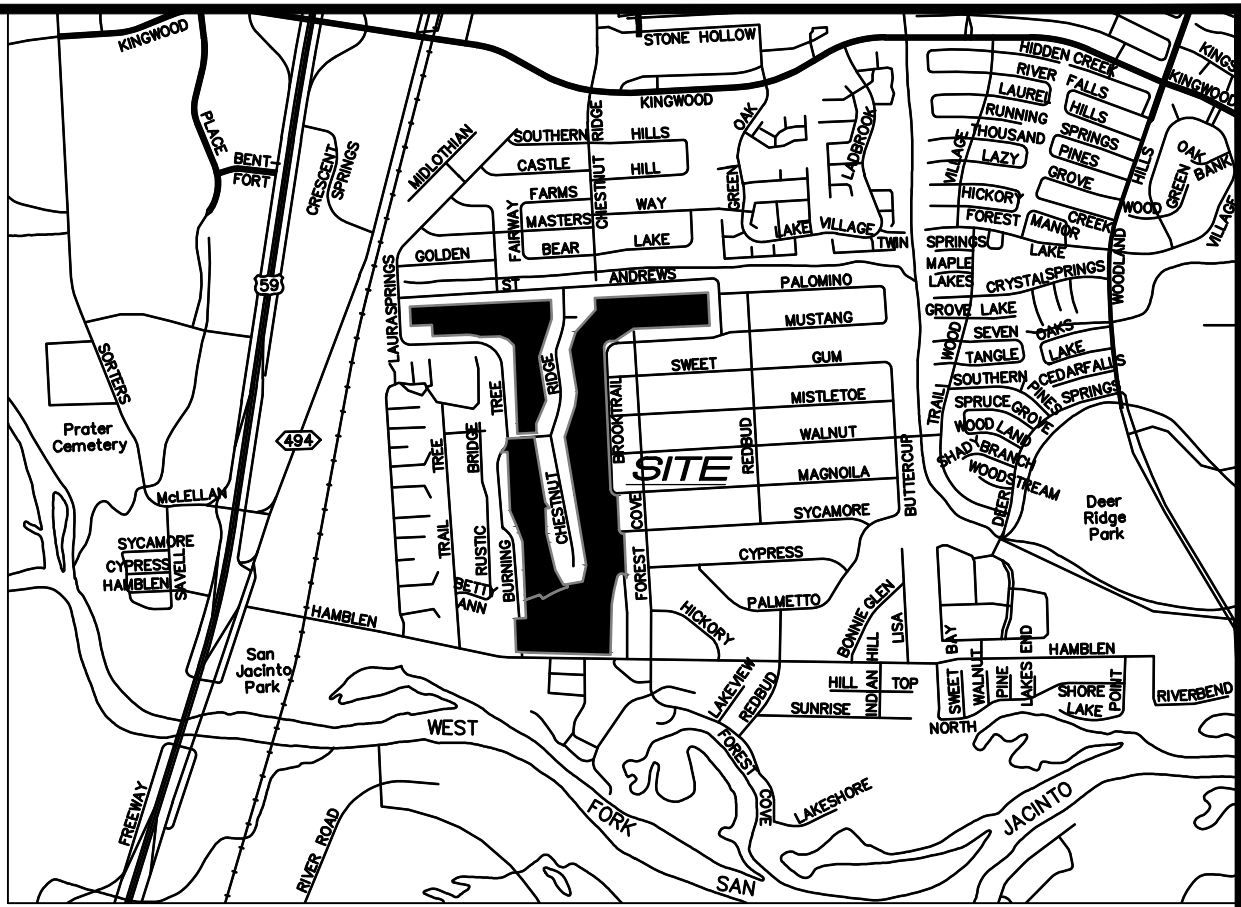 KINGWOOD
STONE HOLLOW
KINGWOOD
KINGS
KINGWOOD
HIDDEN CREEK
RIVER FALLS
LAUREL
HILLS
RUNNING
THOUSAND SPRINGS
LAZY
PINES
GROVE
HICKORY
FOREST
MANOR
CREEK
LAKE
VILLAGE
WOOD
HILLS
OAK
BANK
GREEN
VILLAGE
WOODLAND
PLACE
BENT
FORT
CRESCENT
SPRINGS
MIDLOTHIAN
SOUTHERN
HILLS
RIDGE
CASTLE
HILL
CHESTNUT
FARMS
WAY
MASTERS
FAIRWAY
BEAR
LAKE
GOLDEN
OAK
GREEN
LADBROOK
LAKE
VILLAGE
TWIN
ST
ANDREWS
LAURASPRINGS
59
PALOMINO
MUSTANG
SPRINGS
MAPLE
LAKES
CRYSTALSPRINGS
GROVE LAKE
SEVEN
OAKS
WOOD
TANGLE
LAKE
TRAIL
SOUTHERN
PINES
CEDARFALLS
SPRUCE GROVE
SPRINGS
WOOD LAND
SHADY BRANCH
WOODSTREAM
DEER
Deer
Ridge
Park
SORTERS
Prater
Cemetery
494
SWEET
GUM
MISTLETOE
REDBUD
WALNUT
MAGNOILA
SYCAMORE
CYPRESS
PALMETTO
BUTTERCUP
RIDGE
CHESTNUT
BROOKTRAIL
SITE
COVE
FOREST
TREE
TREE
BRIDGE
TRAIL
RUSTIC
BURNING
BETTY
ANN
McLELLAN
SYCAMORE
CYPRESS
HAMBLEN
SAVELL
HAMBLEN
San
Jacinto
Park
HICKORY
BONNIE GLEN
LISA
BAY
SWEET
WALNUT
PINE
LAKES END
HAMBLEN
LAKEVIEW
REDBUD
HILL
TOP
INDIAN HILL
SUNRISE
SHORE
LAKE
POINT
RIVERBEND
NORTH
FOREST
COVE
LAKESHORE
WEST
FORK
SAN
JACINTO
FREEWAY
RIVER ROAD